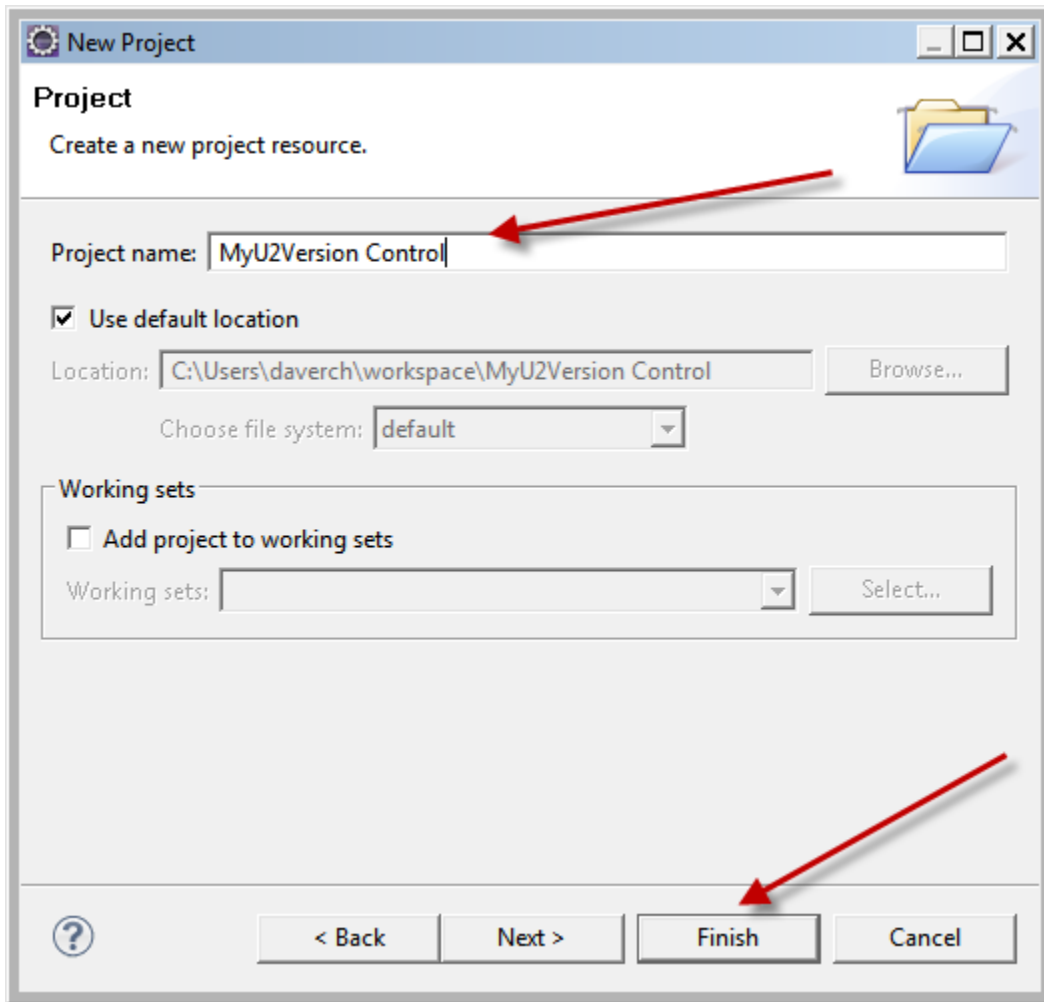 New Project
Project
Create a new project resource.
Project name: MyU2Version Control
Use default location
Location: C:\Users\daverch\workspace\MyU2Version Control Browse...
Choose file system: default
Working sets
Add project to working sets
Working sets: Select...
? < Back Next > Finish Cancel